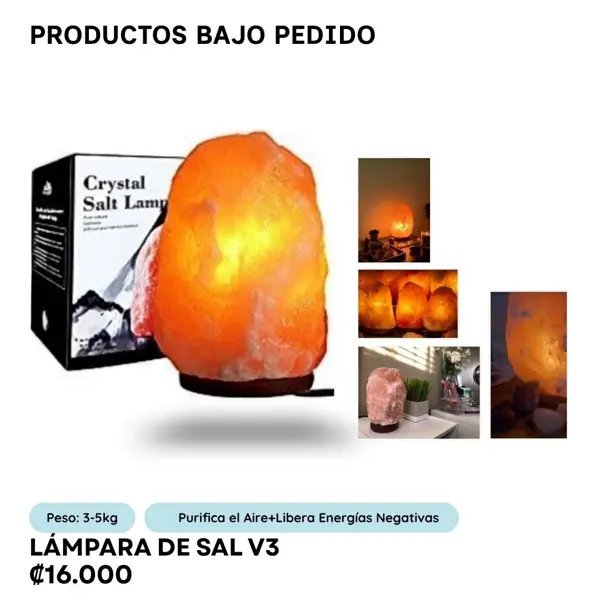 PRODUCTOS BAJO PEDIDO
Crystal
Salt Lamp
Peso: 3-5kg
Purifica el Aire+Libera Energías Negativas
LÁMPARA DE SAL V3
₡16.000